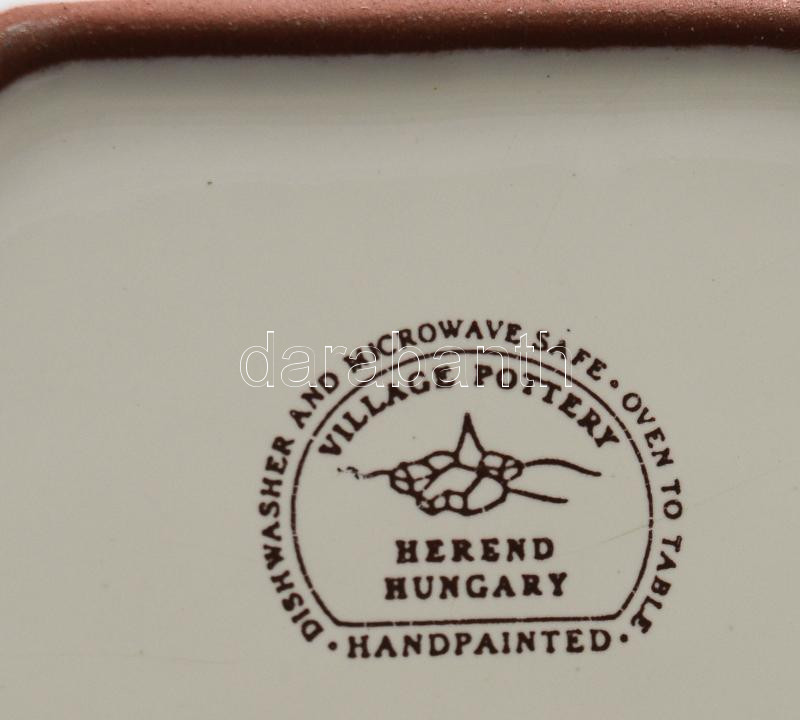 DISHWASHER AND MICROWAVE SAFE • OVEN TO TABLE • HANDPAINTED •
VILLAGE POTTERY
HEREND
HUNGARY
darabanth